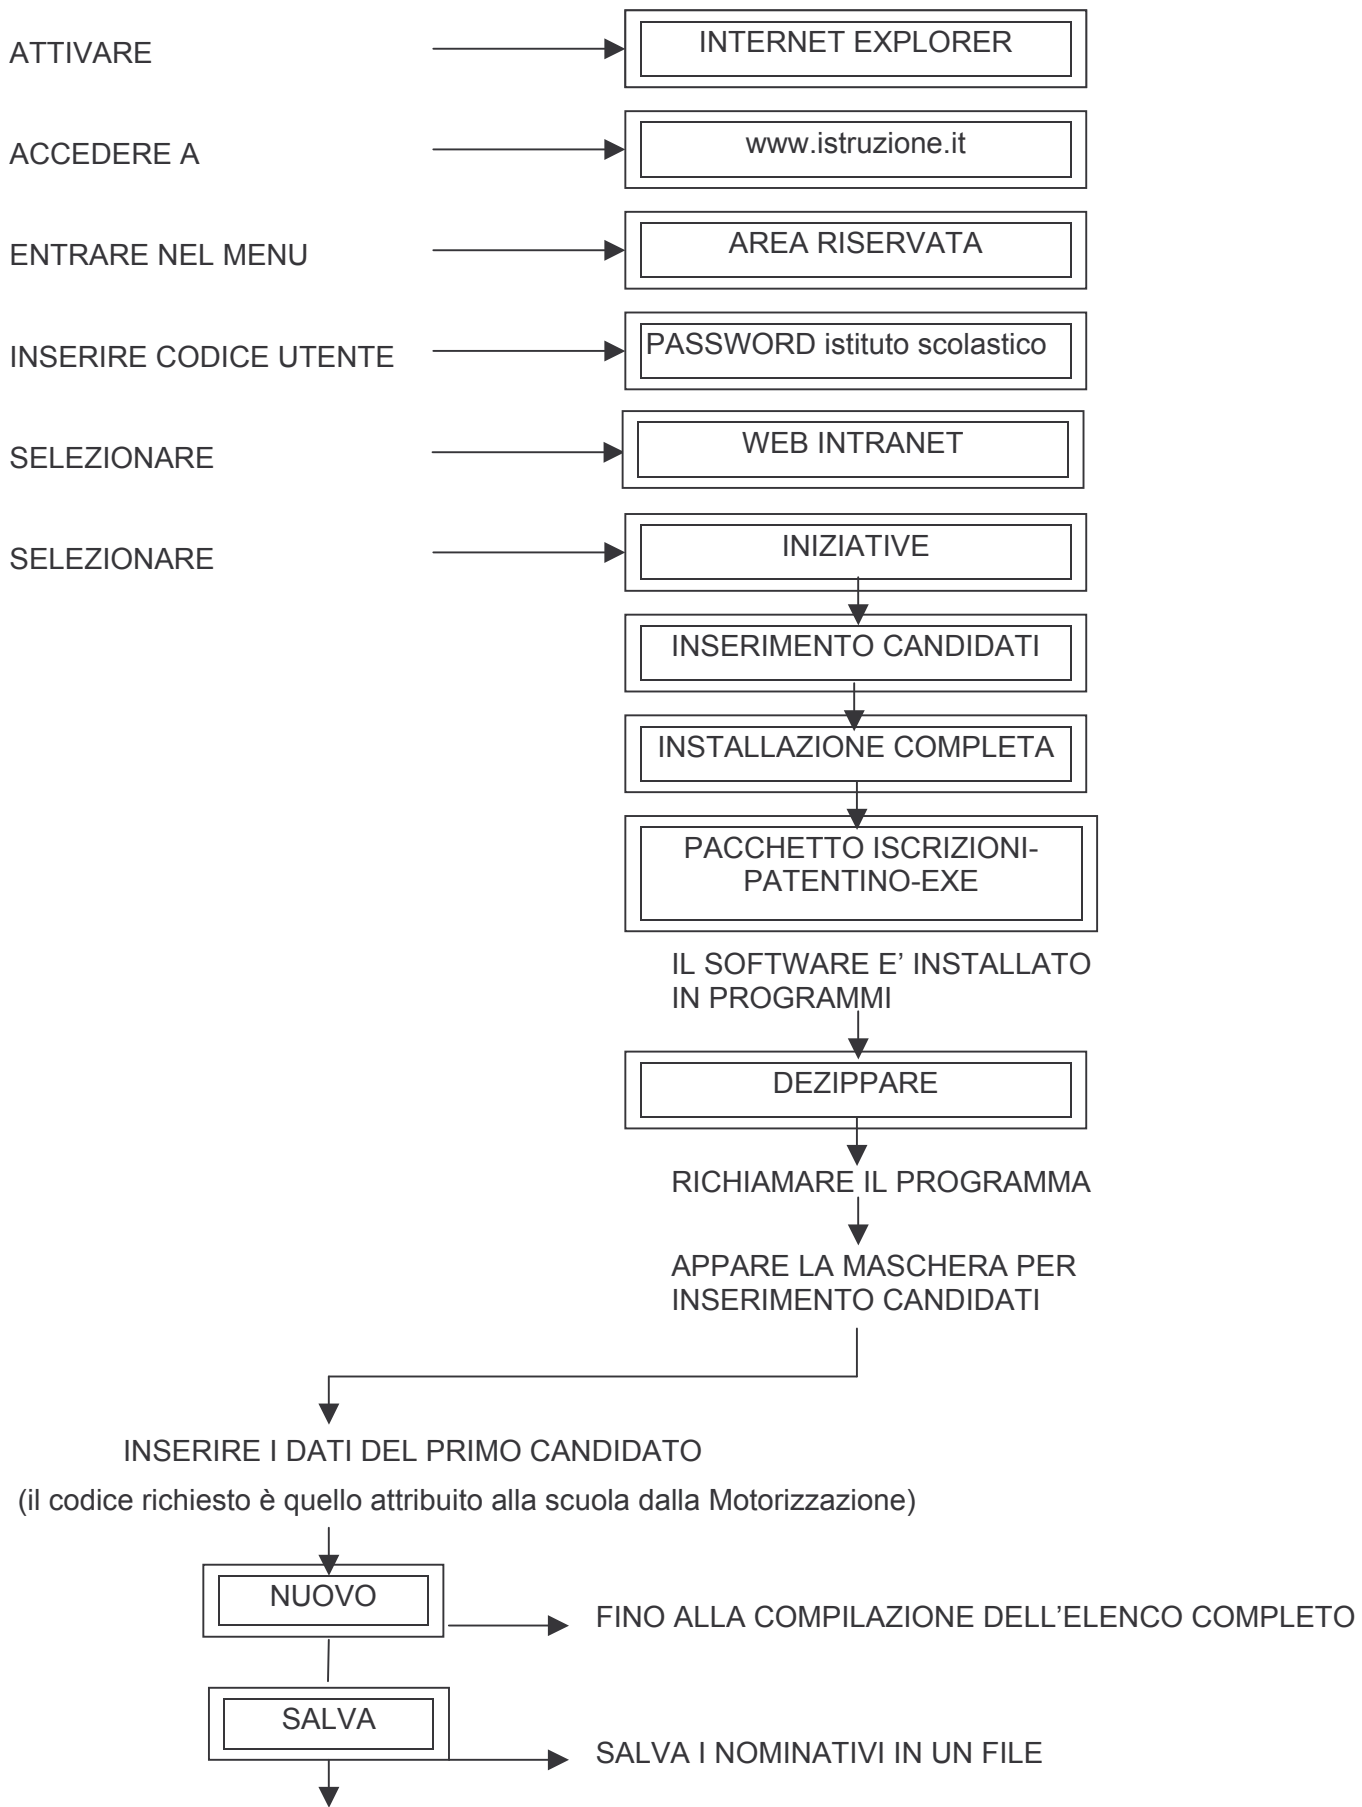 ATTIVARE
INTERNET EXPLORER
ACCEDERE A
www.istruzione.it
ENTRARE NEL MENU
AREA RISERVATA
INSERIRE CODICE UTENTE
PASSWORD istituto scolastico
SELEZIONARE
WEB INTRANET
SELEZIONARE
INIZIATIVE
INSERIMENTO CANDIDATI
INSTALLAZIONE COMPLETA
PACCHETTO ISCRIZIONI-
PATENTINO-EXE
IL SOFTWARE E’ INSTALLATO
IN PROGRAMMI
DEZIPPARE
RICHIAMARE IL PROGRAMMA
APPARE LA MASCHERA PER
INSERIMENTO CANDIDATI
INSERIRE I DATI DEL PRIMO CANDIDATO
(il codice richiesto è quello attribuito alla scuola dalla Motorizzazione)
NUOVO
FINO ALLA COMPILAZIONE DELL’ELENCO COMPLETO
SALVA
SALVA I NOMINATIVI IN UN FILE